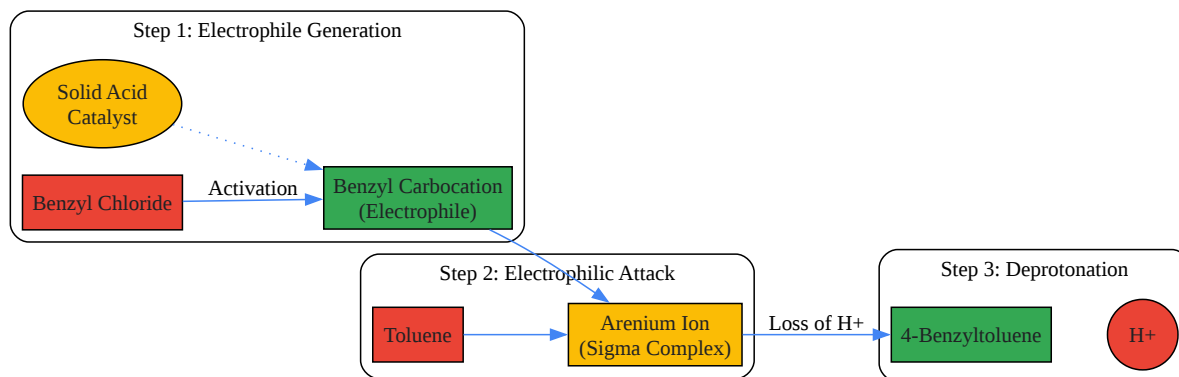 Step 1: Electrophile Generation
Solid Acid
Catalyst
Benzyl Chloride
Activation
Benzyl Carbocation
(Electrophile)
Step 2: Electrophilic Attack
Toluene
Arenium Ion
(Sigma Complex)
Loss of H+
Step 3: Deprotonation
4-Benzyltoluene
H+